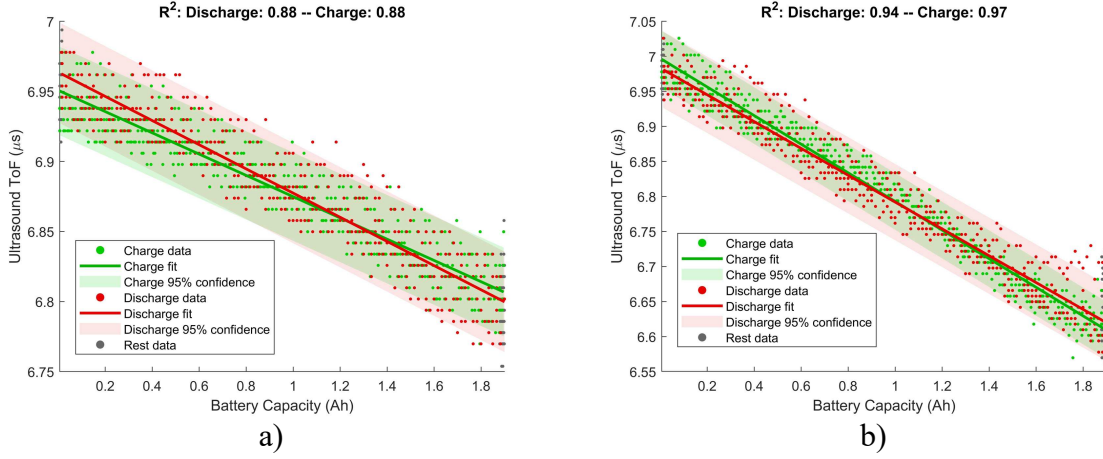 R²: Discharge: 0.88 -- Charge: 0.88
7
6.95
6.9
6.85
6.8
6.75
Ultrasound ToF (μs)
Charge data
Charge fit
Charge 95% confidence
Discharge data
Discharge fit
Discharge 95% confidence
Rest data
0.2 0.4 0.6 0.8 1 1.2 1.4 1.6 1.8
Battery Capacity (Ah)
a)
R²: Discharge: 0.94 -- Charge: 0.97
7.05
7
6.95
6.9
6.85
6.8
6.75
6.7
6.65
6.6
6.55
Ultrasound ToF (μs)
Charge data
Charge fit
Charge 95% confidence
Discharge data
Discharge fit
Discharge 95% confidence
Rest data
0.2 0.4 0.6 0.8 1 1.2 1.4 1.6 1.8
Battery Capacity (Ah)
b)